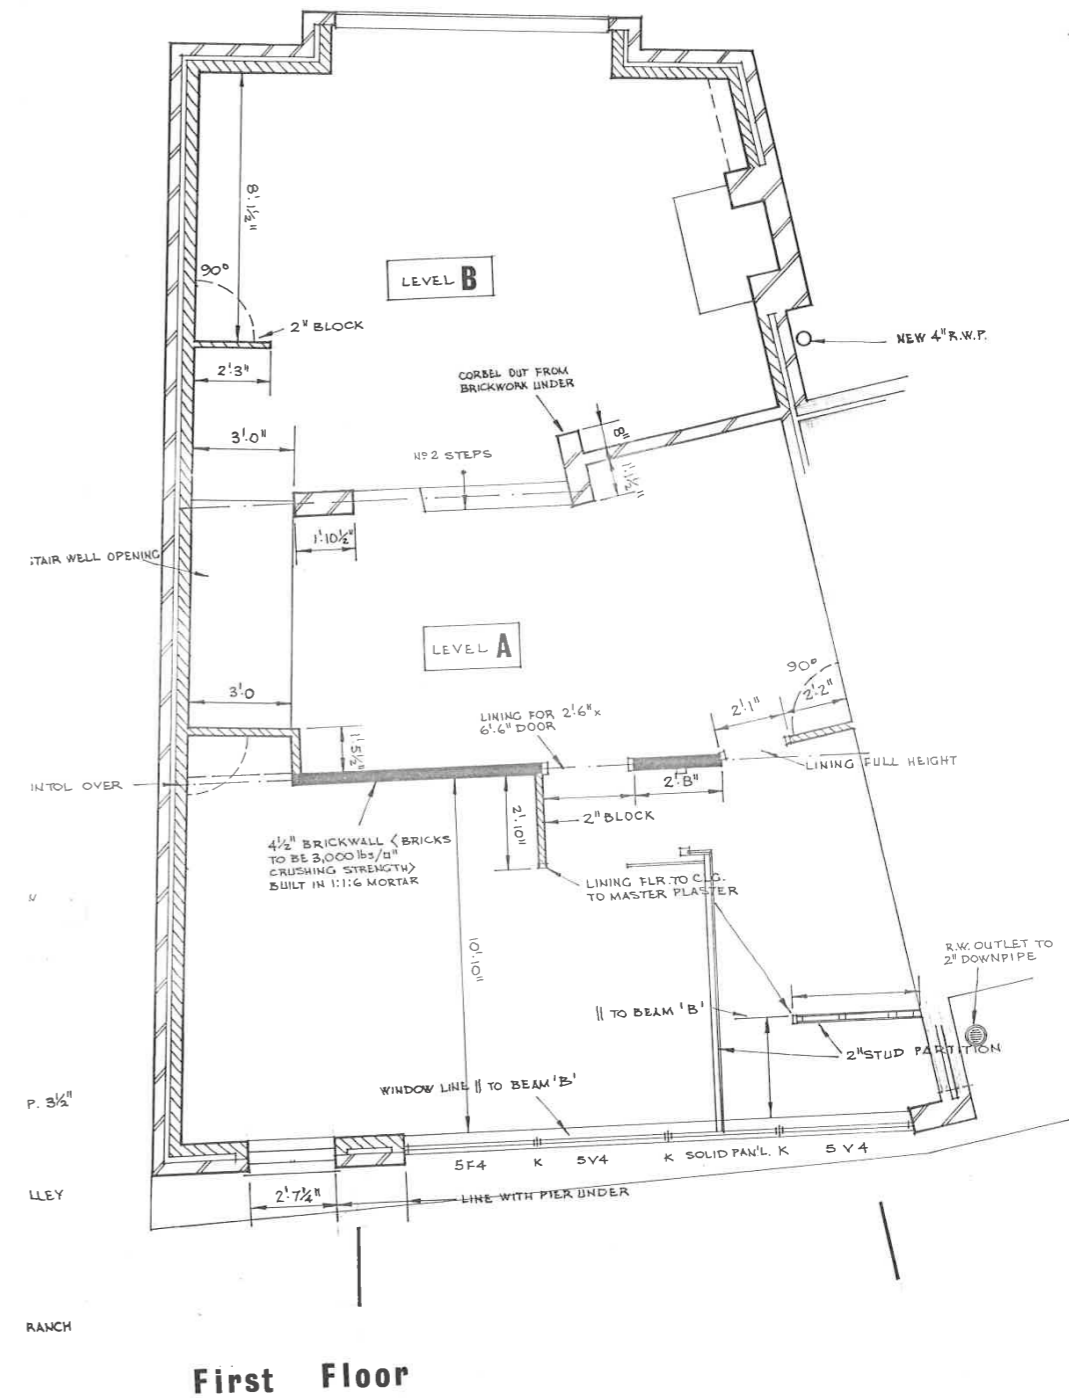 8'.1½"
90°
2" BLOCK
2'.3"
LEVEL B
NEW 4" R.W.P.
CORBEL OUT FROM
BRICKWORK UNDER
3'.0"
8"
Nº 2 STEPS
1'.1½"
1'.10½"
STAIR WELL OPENING
LEVEL A
90°
3'.0
2'.1"
2'.2"
LINING FOR 2'.6" x
6'.6" DOOR
1'.5½"
LINING FULL HEIGHT
INTOL OVER
2'.8"
2'.10"
2" BLOCK
4½" BRICKWALL (BRICKS
TO BE 3,000 lbs/□"
CRUSHING STRENGTH)
BUILT IN 1:1:6 MORTAR
LINING FLR. TO CLG.
TO MASTER PLASTER
N
10'.10"
R.W. OUTLET TO
2" DOWNPIPE
|| TO BEAM 'B'
2" STUD PARTITION
WINDOW LINE || TO BEAM 'B'
P. 3½"
5F4 K 5V4 K SOLID PAN'L. K 5 V 4
LLEY
2'.7¼"
LINE WITH PIER UNDER
RANCH
First Floor